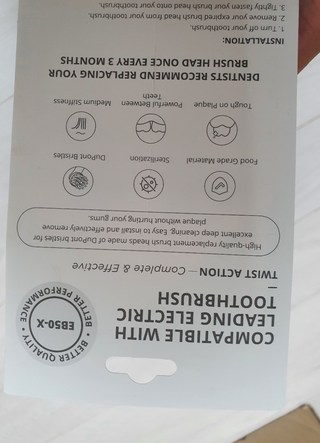 COMPATIBLE WITH
LEADING ELECTRIC
TOOTHBRUSH
BETTER QUALITY • BETTER PERFORMANCE •
EB50-X
TWIST ACTION — Complete & Effective
High-quality replacement brush heads made of DuPont bristles for
excellent deep cleaning. Easy to install and effectively remove
plaque without hurting your gums.
Food Grade Material
Sterilization
DuPont Bristles
Tough on Plaque
Powerful Between
Teeth
Medium Softness
DENTISTS RECOMMEND REPLACING YOUR
BRUSH HEAD ONCE EVERY 3 MONTHS
INSTALLATION:
1. Turn off your toothbrush.
2. Remove your expired brush head from your toothbrush.
3. Tightly fasten your brush head onto your toothbrush.